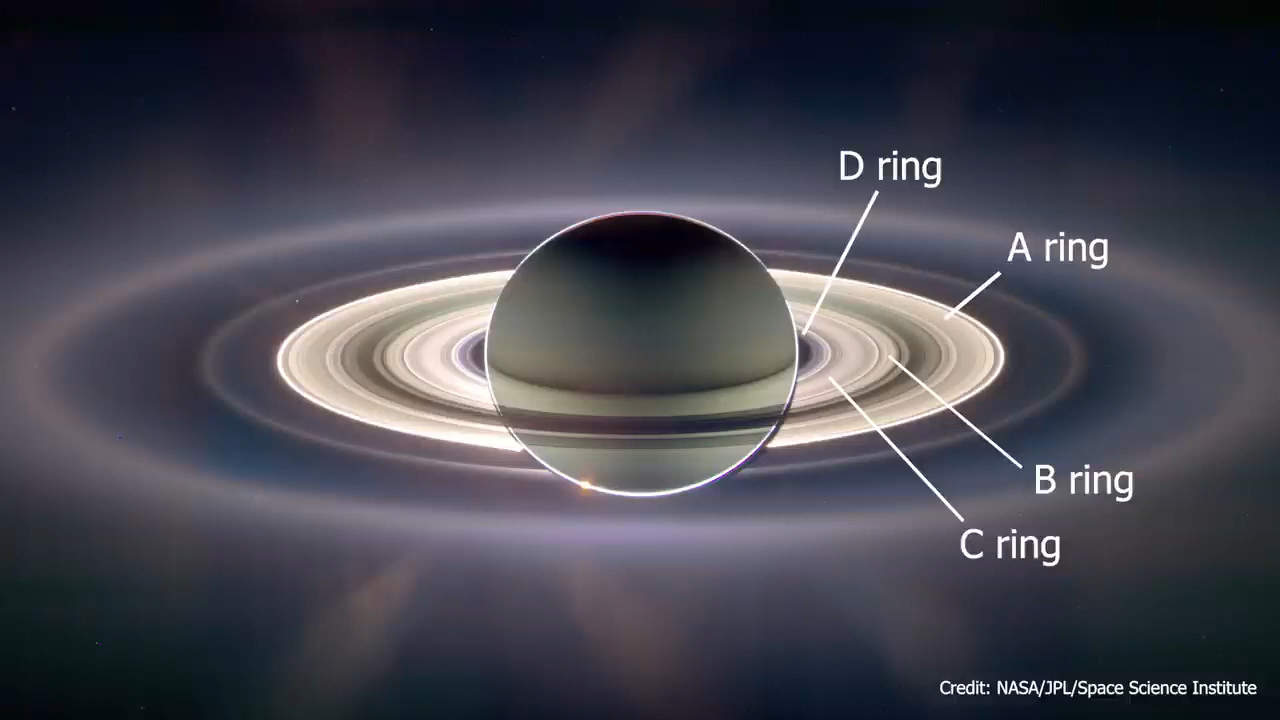 D ring
A ring
B ring
C ring
Credit: NASA/JPL/Space Science Institute